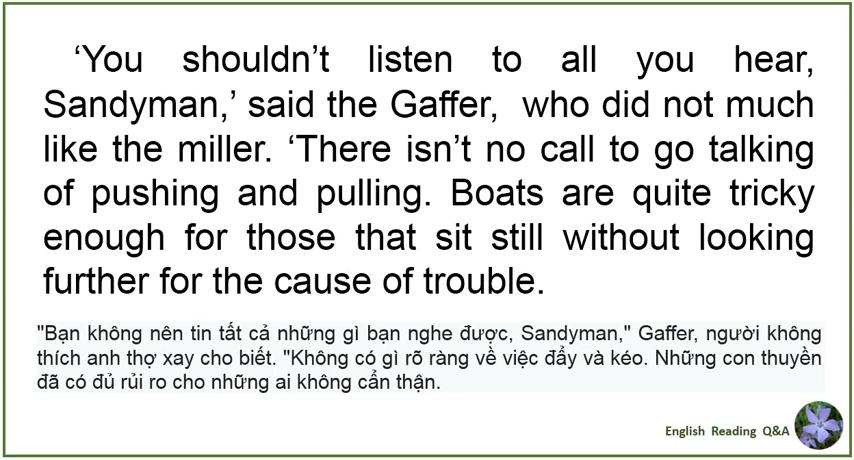 ‘You shouldn’t listen to all you hear,
Sandyman,’ said the Gaffer,  who did not much
like the miller. ‘There isn’t no call to go talking
of pushing and pulling. Boats are quite tricky
enough for those that sit still without looking
further for the cause of trouble.
"Bạn không nên tin tất cả những gì bạn nghe được, Sandyman," Gaffer, người không
thích anh thợ xay cho biết. "Không có gì rõ ràng về việc đẩy và kéo. Những con thuyền
đã có đủ rủi ro cho những ai không cẩn thận.
English Reading Q&A